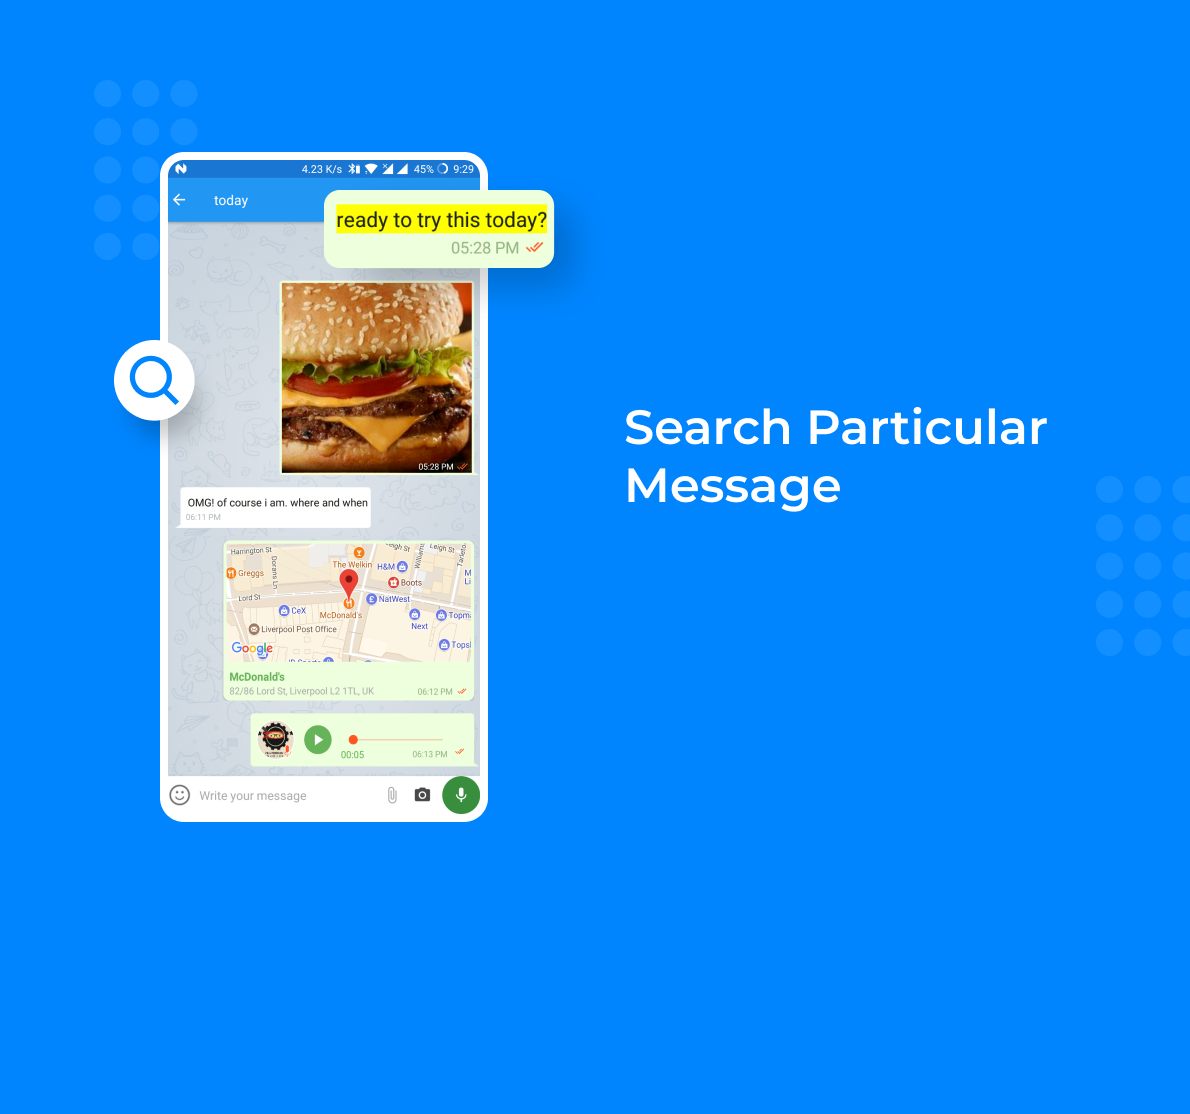 4.23 K/s 45% 9:29
today
ready to try this today?
05:28 PM
05:28 PM
Search Particular
Message
OMG! of course i am. where and when
06:11 PM
Harrington St
Leigh St
The Welkin
H&M
Dorans Ln
Greggs
Boots
Lord St
NatWest
CeX
McDonald's
Next
Topm
Liverpool Post Office
Google
Tops
McDonald's
82/86 Lord St, Liverpool L2 1TL, UK 06:12 PM
00:05 06:13 PM
Write your message